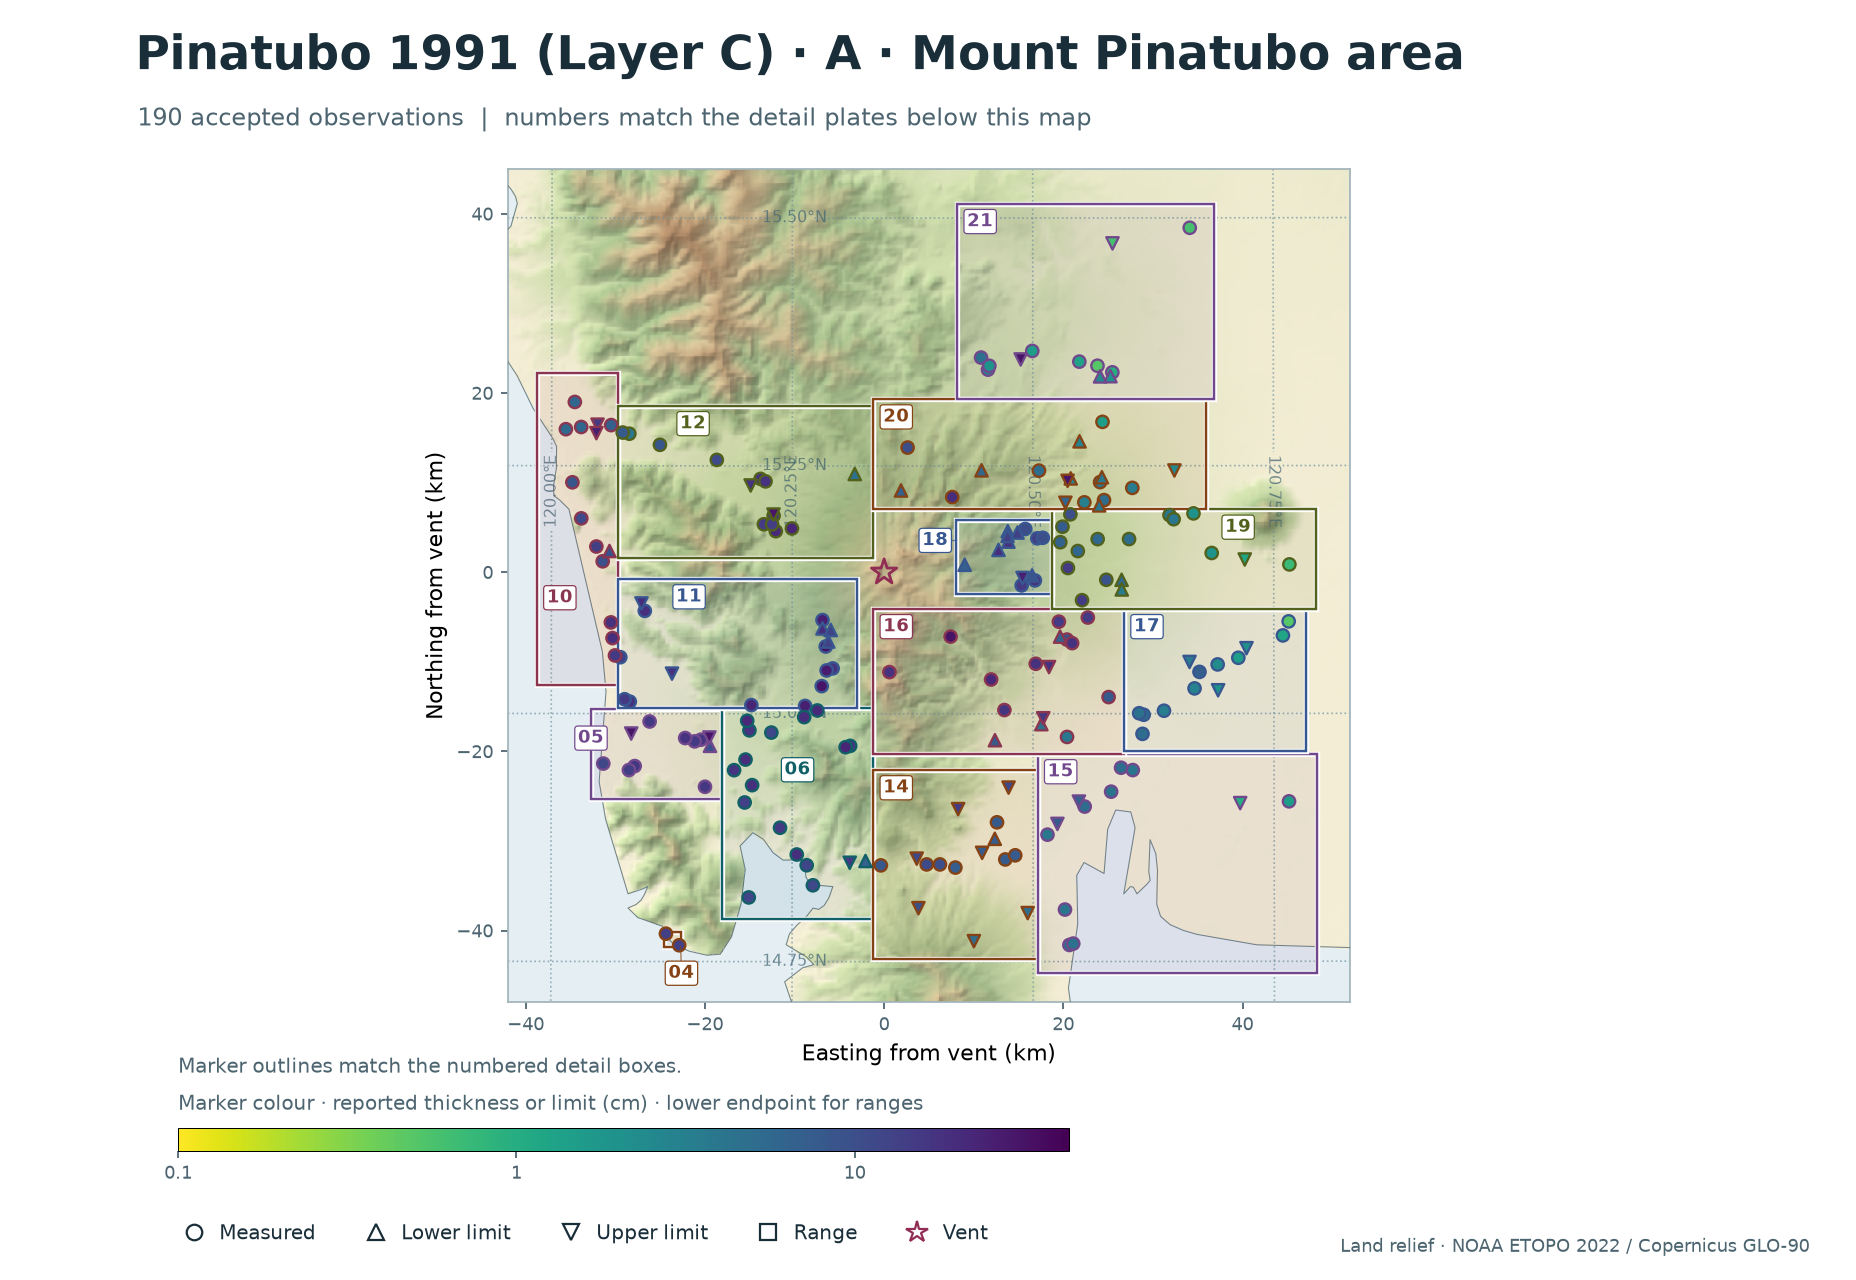 Pinatubo 1991 (Layer C) · A · Mount Pinatubo area
190 accepted observations | numbers match the detail plates below this map
15.50°N
21
40
20
20
12
15.25°N
120.00°E
120.25°E
120.50°
120.75°E
19
18
0
10
11
16
17
15.0
N
05
−20
06
15
14
−40
14.75°N
04
−40
−20
0
20
40
Northing from vent (km)
Easting from vent (km)
Marker outlines match the numbered detail boxes.
Marker colour · reported thickness or limit (cm) · lower endpoint for ranges
0.1
1
10
Measured
Lower limit
Upper limit
Range
Vent
Land relief · NOAA ETOPO 2022 / Copernicus GLO-90